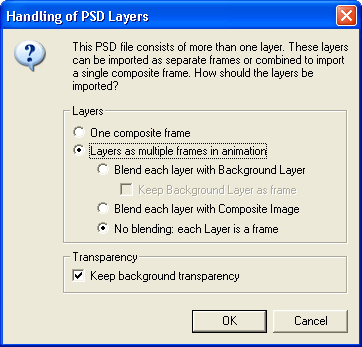 Handling of PSD Layers
This PSD file consists of more than one layer. These layers
can be imported as separate frames or combined to import
a single composite frame. How should the layers be
imported?
Layers
One composite frame
Layers as multiple frames in animation
Blend each layer with Background Layer
Keep Background Layer as frame
Blend each layer with Composite Image
No blending: each Layer is a frame
Transparency
Keep background transparency
OK
Cancel